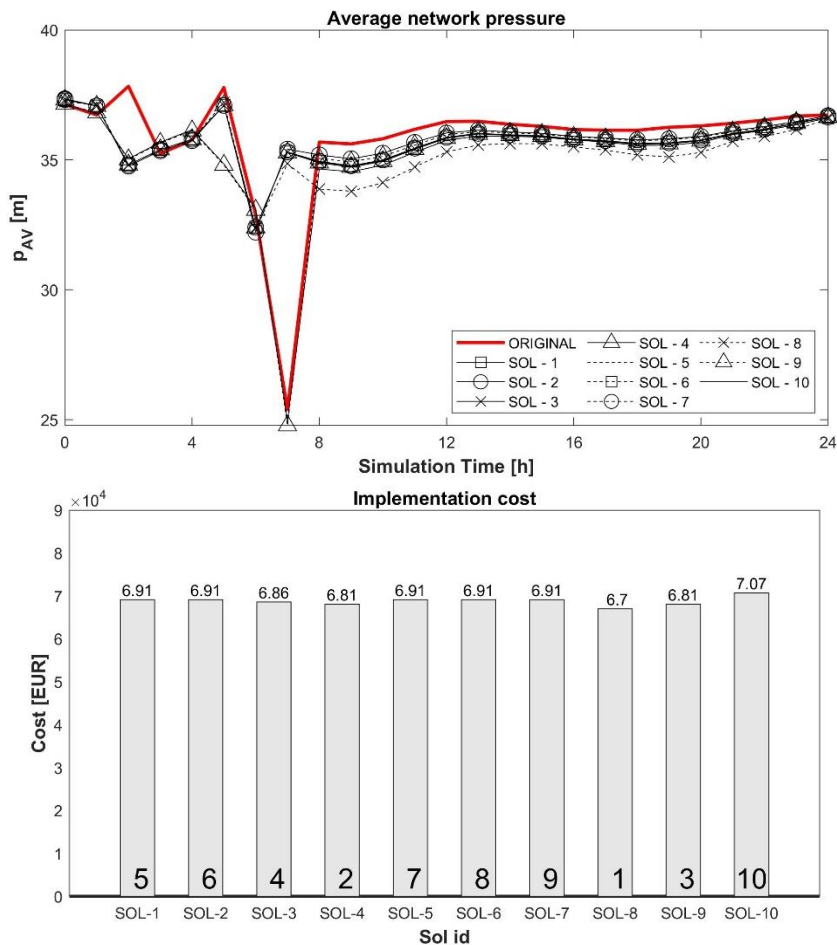 Average network pressure
40
35
30
25
p_AV [m]
ORIGINAL
SOL - 1
SOL - 2
SOL - 3
SOL - 4
SOL - 5
SOL - 6
SOL - 7
SOL - 8
SOL - 9
SOL - 10
0 4 8 12 16 20 24
Simulation Time [h]
Implementation cost
×10^4
9
8
7
6
5
4
3
2
1
0
Cost [EUR]
6.91 6.91 6.86 6.81 6.91 6.91 6.91 6.7 6.81 7.07
5 6 4 2 7 8 9 1 3 10
SOL-1 SOL-2 SOL-3 SOL-4 SOL-5 SOL-6 SOL-7 SOL-8 SOL-9 SOL-10
Sol id